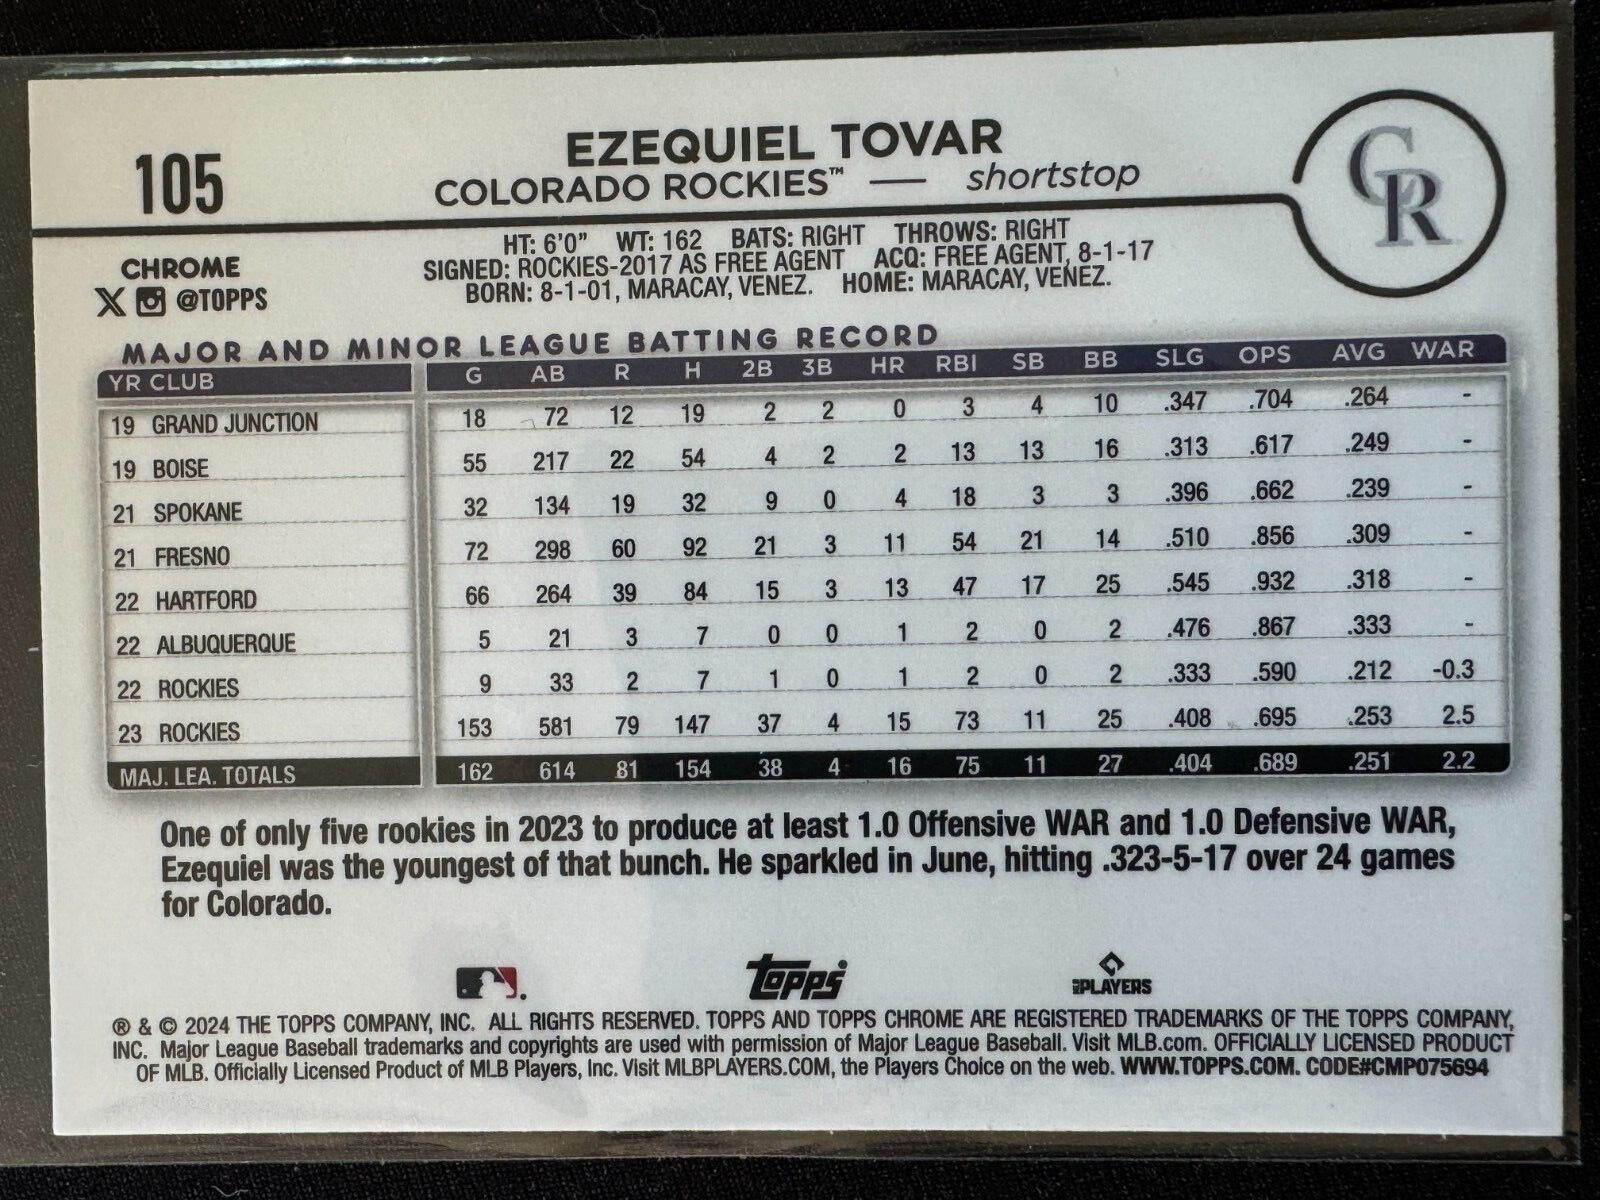 EZEQUIEL TOVAR
105
COLORADO ROCKIES™ — shortstop
CR
HT: 6'0" WT: 162 BATS: RIGHT THROWS: RIGHT
SIGNED: ROCKIES-2017 AS FREE AGENT ACQ: FREE AGENT, 8-1-17
BORN: 8-1-01, MARACAY, VENEZ. HOME: MARACAY, VENEZ.
CHROME
@TOPPS
MAJOR AND MINOR LEAGUE BATTING RECORD
YR CLUB G AB R H 2B 3B HR RBI SB BB SLG OPS AVG WAR
19 GRAND JUNCTION 18 72 12 19 2 2 0 3 4 10 .347 .704 .264 -
19 BOISE 55 217 22 54 4 2 2 13 13 16 .313 .617 .249 -
21 SPOKANE 32 134 19 32 9 0 4 18 3 3 .396 .662 .239 -
21 FRESNO 72 298 60 92 21 3 11 54 21 14 .510 .856 .309 -
22 HARTFORD 66 264 39 84 15 3 13 47 17 25 .545 .932 .318 -
22 ALBUQUERQUE 5 21 3 7 0 0 1 2 0 2 .476 .867 .333 -
22 ROCKIES 9 33 2 7 1 0 1 2 0 2 .333 .590 .212 -0.3
23 ROCKIES 153 581 79 147 37 4 15 73 11 25 .408 .695 .253 2.5
MAJ. LEA. TOTALS 162 614 81 154 38 4 16 75 11 27 .404 .689 .251 2.2
One of only five rookies in 2023 to produce at least 1.0 Offensive WAR and 1.0 Defensive WAR,
Ezequiel was the youngest of that bunch. He sparkled in June, hitting .323-5-17 over 24 games
for Colorado.
topps
MLB PLAYERS
® & © 2024 THE TOPPS COMPANY, INC. ALL RIGHTS RESERVED. TOPPS AND TOPPS CHROME ARE REGISTERED TRADEMARKS OF THE TOPPS COMPANY,
INC. Major League Baseball trademarks and copyrights are used with permission of Major League Baseball. Visit MLB.com. OFFICIALLY LICENSED PRODUCT
OF MLB. Officially Licensed Product of MLB Players, Inc. Visit MLBPLAYERS.COM, the Players Choice on the web. WWW.TOPPS.COM. CODE#CMP075694